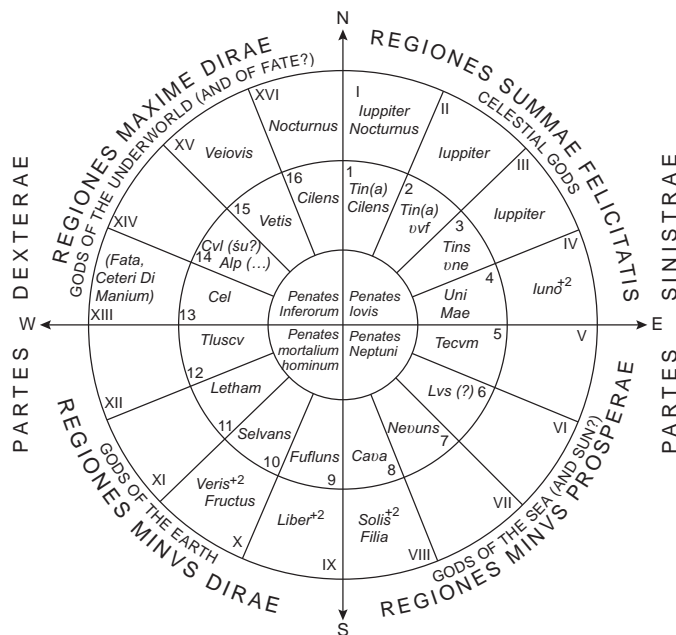 N
REGIONES MAXIME DIRAE
GODS OF THE UNDERWORLD (AND OF FATE?)
REGIONES SUMMAE FELICITATIS
CELESTIAL GODS
PARTES DEXTERAE
PARTES SINISTRAE
W
E
S
REGIONES MINVS DIRAE
GODS OF THE EARTH
REGIONES MINVS PROSPERAE
GODS OF THE SEA (AND SUN?)
I
Iuppiter
Nocturnus
II
Iuppiter
III
Iuppiter
IV
Iuno+2
V
VI
VII
VIII
Solis+2
Filia
IX
Liber+2
X
Veris+2
Fructus
XI
XII
XIII
(Fata,
Ceteri Di
Manium)
XIV
XV
Veiovis
XVI
Nocturnus
1
Tin(a)
Cilens
2
Tin(a)
ʋvf
3
Tins
ʋne
4
Uni
Mae
5
Tecvm
6
Lvs (?)
7
Neʋuns
8
Caʋa
9
Fufluns
10
Selvans
11
Letham
12
Tluscv
13
Cel
14
Cvl (śu?)
Alp (...)
15
Vetis
16
Cilens
Penates
Inferorum
Penates
Iovis
Penates
mortalium
hominum
Penates
Neptuni